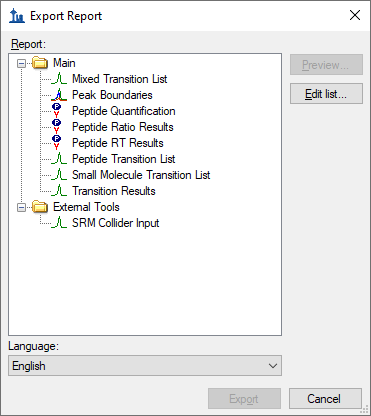 Export Report
Report:
Preview...
Edit list...
Main
Mixed Transition List
Peak Boundaries
Peptide Quantification
Peptide Ratio Results
Peptide RT Results
Peptide Transition List
Small Molecule Transition List
Transition Results
External Tools
SRM Collider Input
Language:
English
Export Cancel